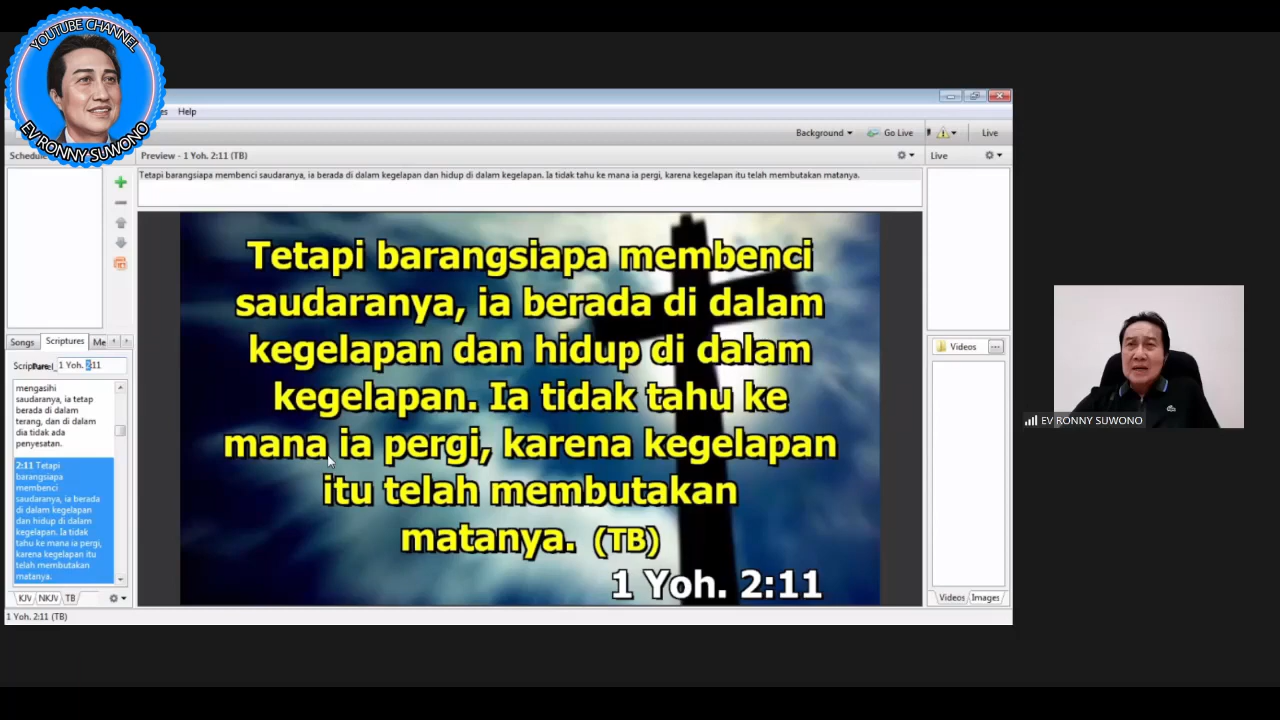 YOUTUBE CHANNEL
EV RONNY SUWONO
Help
Background
Go Live
Live
Preview - 1 Yoh. 2:11 (TB)
Live
Tetapi barangsiapa membenci saudaranya, ia berada di dalam kegelapan dan hidup di dalam kegelapan. Ia tidak tahu ke mana ia pergi, karena kegelapan itu telah membutakan matanya.
Tetapi barangsiapa membenci
saudaranya, ia berada di dalam
kegelapan dan hidup di dalam
kegelapan. Ia tidak tahu ke
mana ia pergi, karena kegelapan
itu telah membutakan
matanya. (TB)
1 Yoh. 2:11
Songs
Scriptures
Me
1 Yoh. 2:11
mengasihi
saudaranya, ia tetap
berada di dalam
terang, dan di dalam
dia tidak ada
penyesatan.
2:11 Tetapi
barangsiapa
membenci
saudaranya, ia berada
di dalam kegelapan
dan hidup di dalam
kegelapan. Ia tidak
tahu ke mana ia pergi,
karena kegelapan itu
telah membutakan
matanya.
KJV
NKJV
TB
1 Yoh. 2:11 (TB)
Videos
Videos
Images
EV RONNY SUWONO